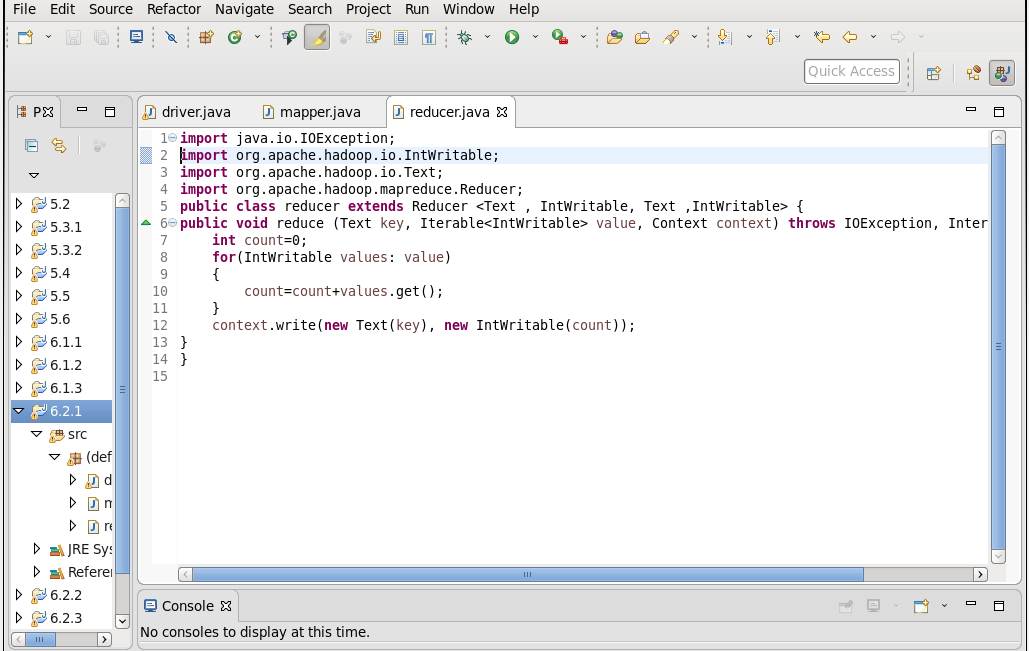 File Edit Source Refactor Navigate Search Project Run Window Help
Quick Access
P
driver.java mapper.java reducer.java
1 import java.io.IOException;
2 import org.apache.hadoop.io.IntWritable;
3 import org.apache.hadoop.io.Text;
4 import org.apache.hadoop.mapreduce.Reducer;
5 public class reducer extends Reducer <Text , IntWritable, Text ,IntWritable> {
6 public void reduce (Text key, Iterable<IntWritable> value, Context context) throws IOException, Inter
7 int count=0;
8 for(IntWritable values: value)
9 {
10 count=count+values.get();
11 }
12 context.write(new Text(key), new IntWritable(count));
13 }
14 }
15
5.2
5.3.1
5.3.2
5.4
5.5
5.6
6.1.1
6.1.2
6.1.3
6.2.1
src
(def
d
m
re
JRE Sys
Referen
6.2.2
6.2.3
Console
No consoles to display at this time.